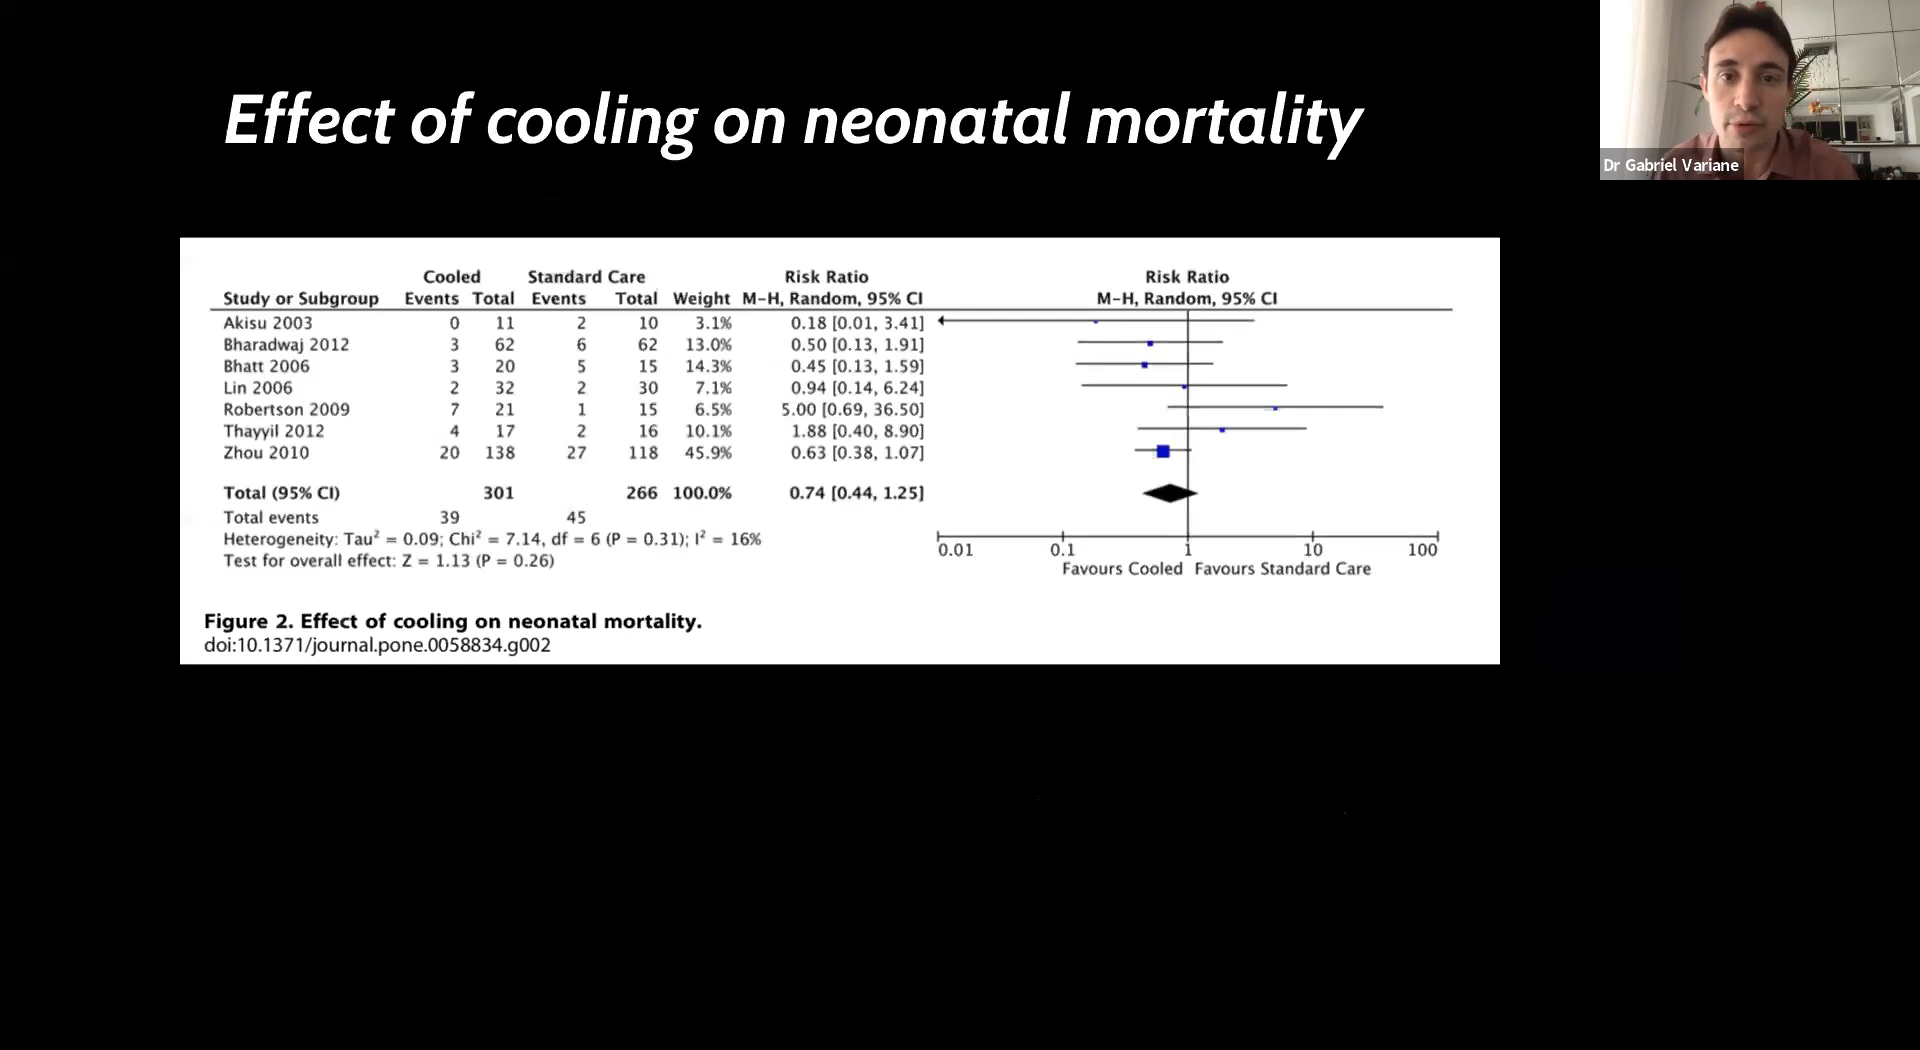 Effect of cooling on neonatal mortality
Dr Gabriel Variane
Cooled Standard Care Risk Ratio Risk Ratio
Study or Subgroup Events Total Events Total Weight M-H, Random, 95% CI M-H, Random, 95% CI
Akisu 2003 0 11 2 10 3.1% 0.18 [0.01, 3.41]
Bharadwaj 2012 3 62 6 62 13.0% 0.50 [0.13, 1.91]
Bhatt 2006 3 20 5 15 14.3% 0.45 [0.13, 1.59]
Lin 2006 2 32 2 30 7.1% 0.94 [0.14, 6.24]
Robertson 2009 7 21 1 15 6.5% 5.00 [0.69, 36.50]
Thayyil 2012 4 17 2 16 10.1% 1.88 [0.40, 8.90]
Zhou 2010 20 138 27 118 45.9% 0.63 [0.38, 1.07]
Total (95% CI) 301 266 100.0% 0.74 [0.44, 1.25]
Total events 39 45
Heterogeneity: Tau² = 0.09; Chi² = 7.14, df = 6 (P = 0.31); I² = 16%
Test for overall effect: Z = 1.13 (P = 0.26)
0.01 0.1 1 10 100
Favours Cooled Favours Standard Care
Figure 2. Effect of cooling on neonatal mortality.
doi:10.1371/journal.pone.0058834.g002